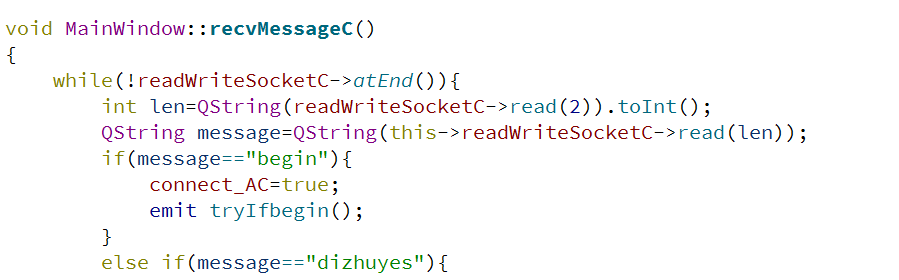 void MainWindow::recvMessageC()
{
    while(!readWriteSocketC->atEnd()){
        int len=QString(readWriteSocketC->read(2)).toInt();
        QString message=QString(this->readWriteSocketC->read(len));
        if(message=="begin"){
            connect_AC=true;
            emit tryIfbegin();
        }
        else if(message=="dizhuyes"){